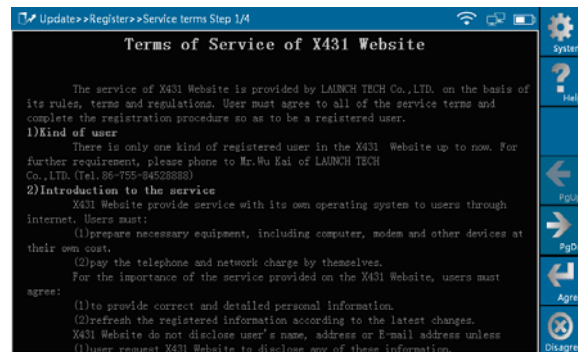 Update>>Register>>Service terms Step 1/4
Terms of Service of X431 Website
The service of X431 Website is provided by LAUNCH TECH Co.,LTD. on the basis of
its rules, terms and regulations. User must agree to all of the service terms and
complete the registration procedure so as to be a registered user.
1)Kind of user
There is only one kind of registered user in the X431 Website up to now. For
further requirement, please phone to Mr.Wu Kai of LAUNCH TECH
Co.,LTD.(Tel.86-755-84528888)
2)Introduction to the service
X431 Website provide service with its own operating system to users through
internet. Users must:
(1)prepare necessary equipment, including computer, modem and other devices at
their own cost.
(2)pay the telephone and network charge by themselves.
For the importance of the service provided on the X431 Website, users must
agree:
(1)to provide correct and detailed personal information.
(2)refresh the registered information according to the latest changes.
X431 Website do not disclose user's name, address or E-mail address unless
(1)user request X431 Website to disclose any of these information.
System
Hel
PgUp
PgD
Agre
Disagre